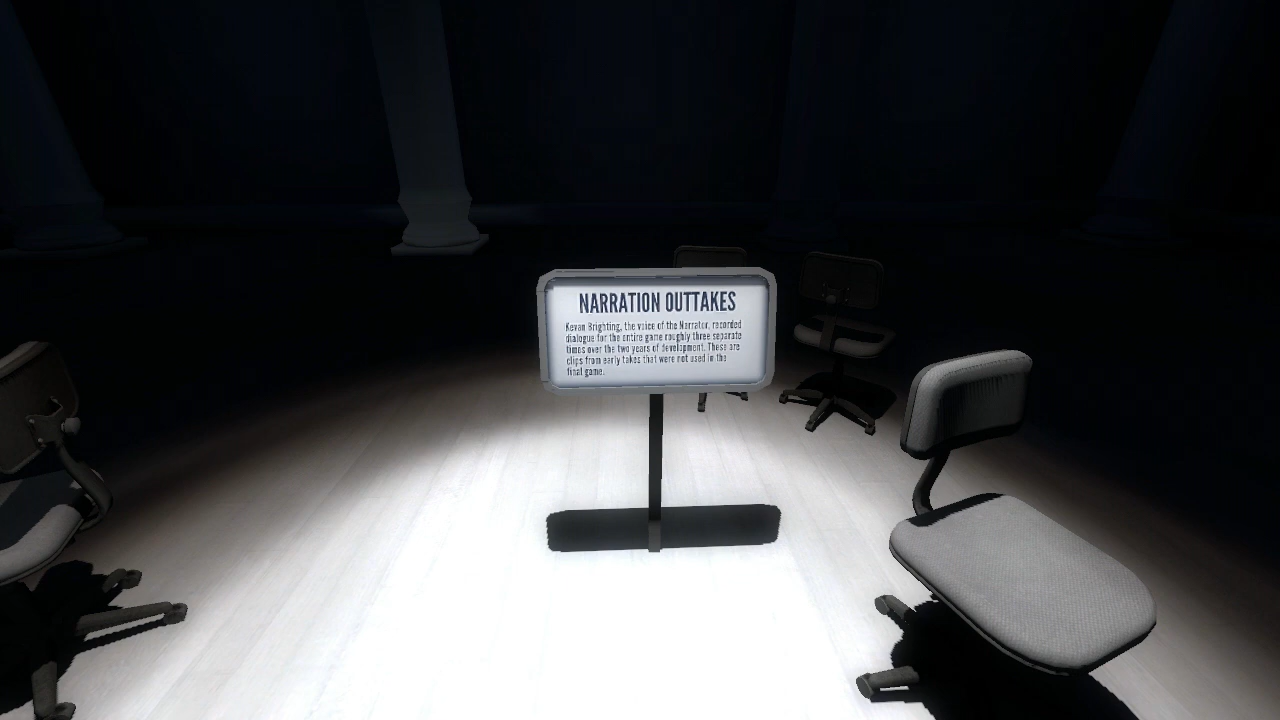 NARRATION OUTTAKES
Kevan Brighting, the voice of the Narrator, recorded
dialogue for the entire game roughly three separate
times over the two years of development. These are
clips from early takes that were not used in the
final game.